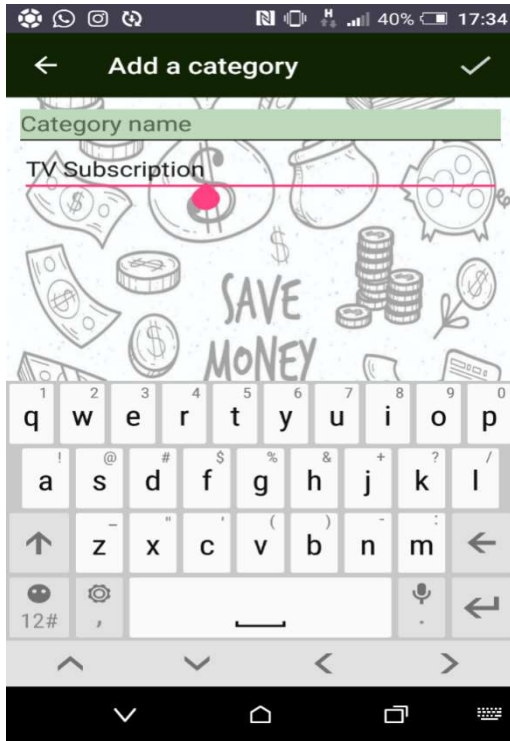 H 40% 17:34
Add a category
Category name
TV Subscription
SAVE
MONEY
1 2 3 4 5 6 7 8 9 0
q w e r t y u i o p
! @ # $ % & + ? /
a s d f g h j k l
_ " ' ( ) - :
z x c v b n m
12# , .